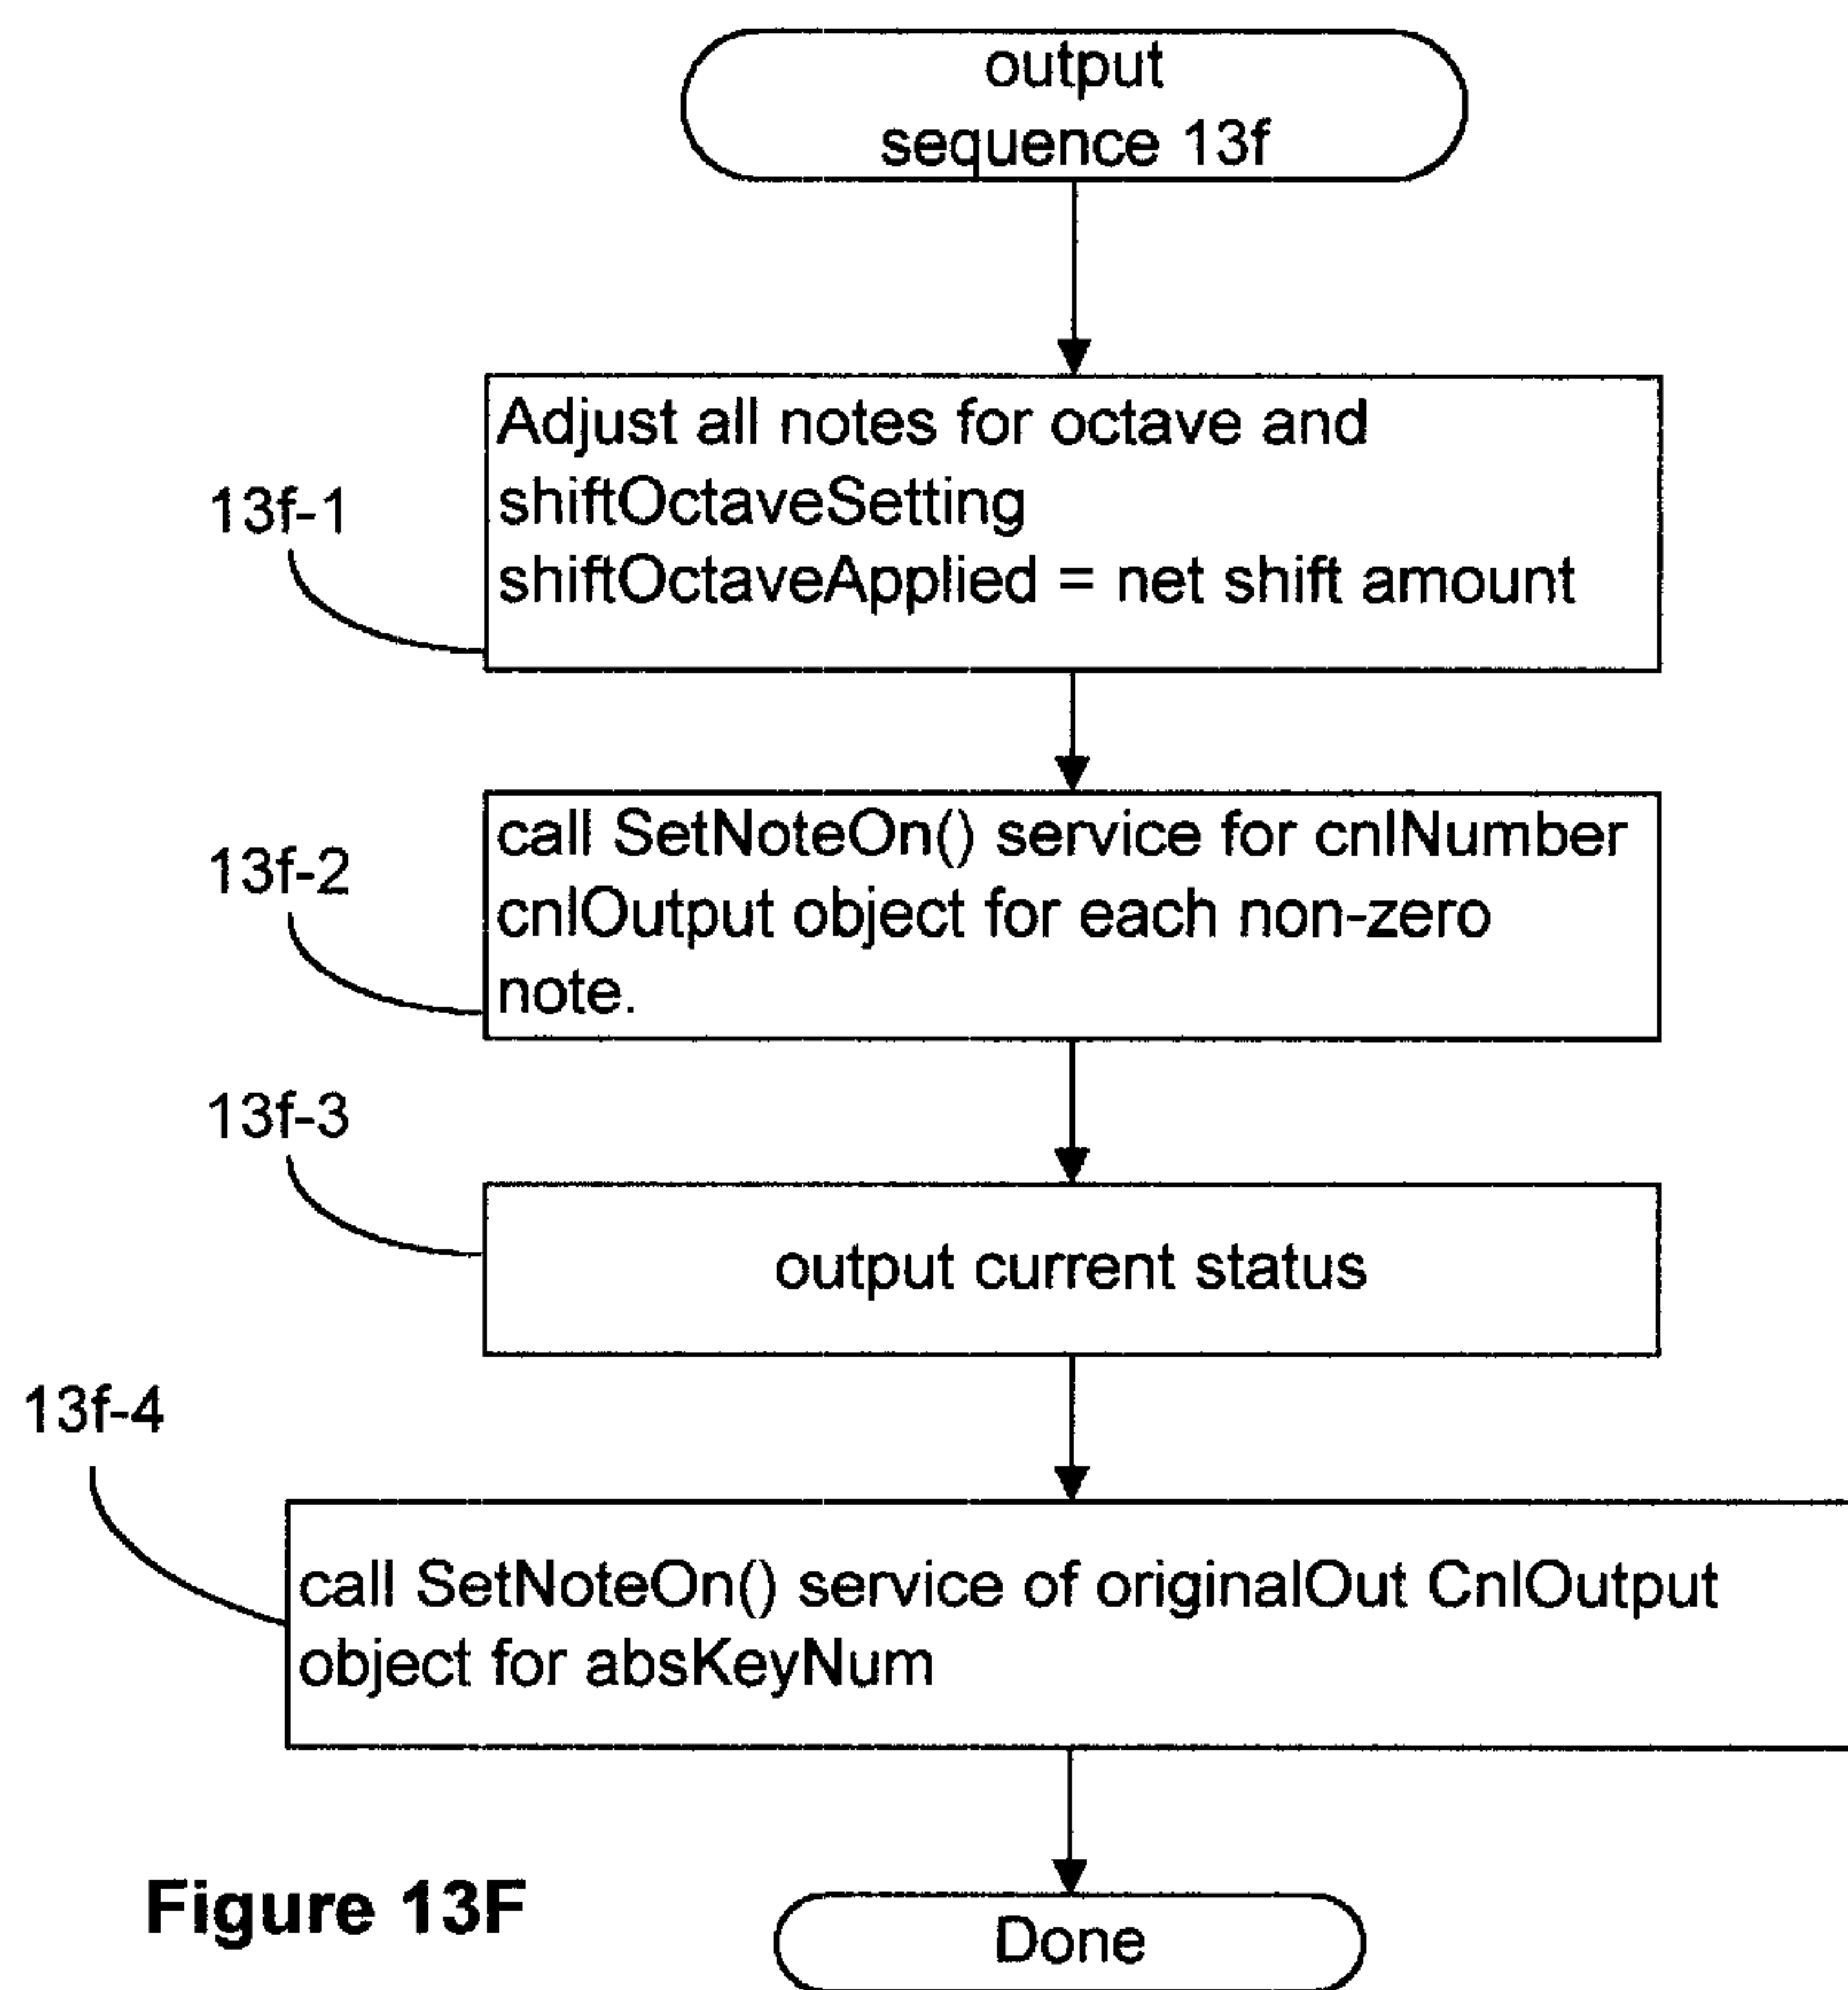 output
sequence 13f
13f-1
Adjust all notes for octave and
shiftOctaveSetting
shiftOctaveApplied = net shift amount
13f-2
call SetNoteOn() service for cnlNumber
cnlOutput object for each non-zero
note.
13f-3
output current status
13f-4
call SetNoteOn() service of originalOut CnlOutput
object for absKeyNum
Figure 13F
Done